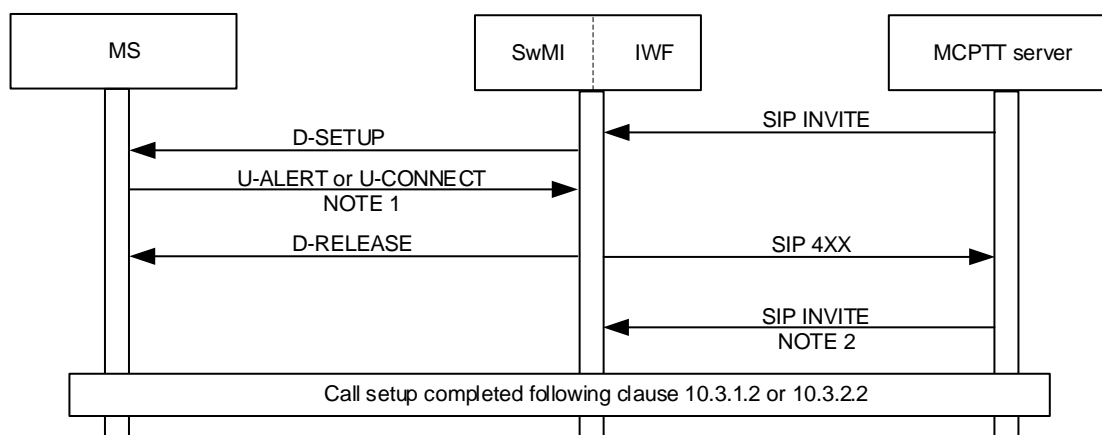 MS
SwMI
IWF
MCPTT server
SIP INVITE
D-SETUP
U-ALERT or U-CONNECT
NOTE 1
D-RELEASE
SIP 4XX
SIP INVITE
NOTE 2
Call setup completed following clause 10.3.1.2 or 10.3.2.2